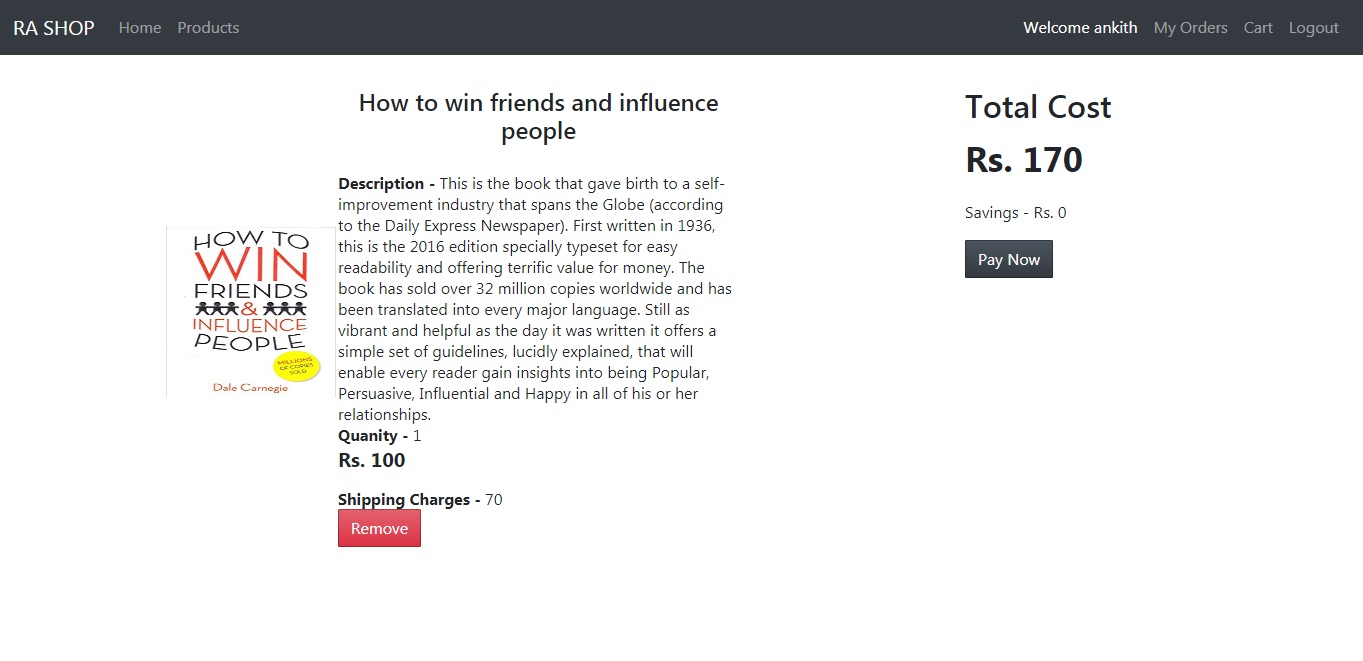 RA SHOP Home Products Welcome ankith My Orders Cart Logout
How to win friends and influence
people
Description - This is the book that gave birth to a self-
improvement industry that spans the Globe (according
to the Daily Express Newspaper). First written in 1936,
this is the 2016 edition specially typeset for easy
readability and offering terrific value for money. The
book has sold over 32 million copies worldwide and has
been translated into every major language. Still as
vibrant and helpful as the day it was written it offers a
simple set of guidelines, lucidly explained, that will
enable every reader gain insights into being Popular,
Persuasive, Influential and Happy in all of his or her
relationships.
Quanity - 1
Rs. 100
Shipping Charges - 70
Remove
HOW TO
WIN
FRIENDS
&
INFLUENCE
PEOPLE
MILLIONS
OF COPIES
SOLD
Dale Carnegie
Total Cost
Rs. 170
Savings - Rs. 0
Pay Now